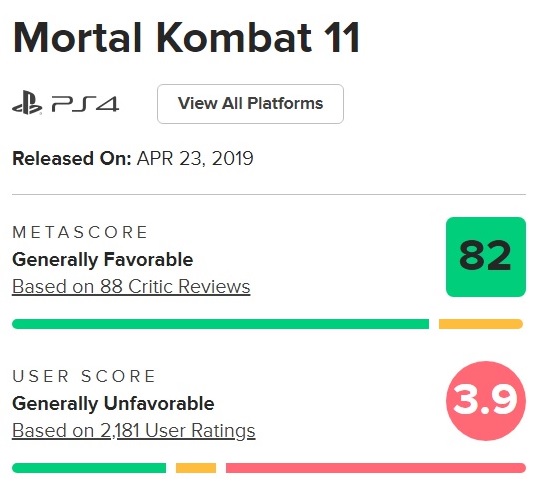 Mortal Kombat 11
PS4 View All Platforms
Released On: APR 23, 2019
METASCORE
Generally Favorable
82
Based on 88 Critic Reviews
USER SCORE
Generally Unfavorable
3.9
Based on 2,181 User Ratings